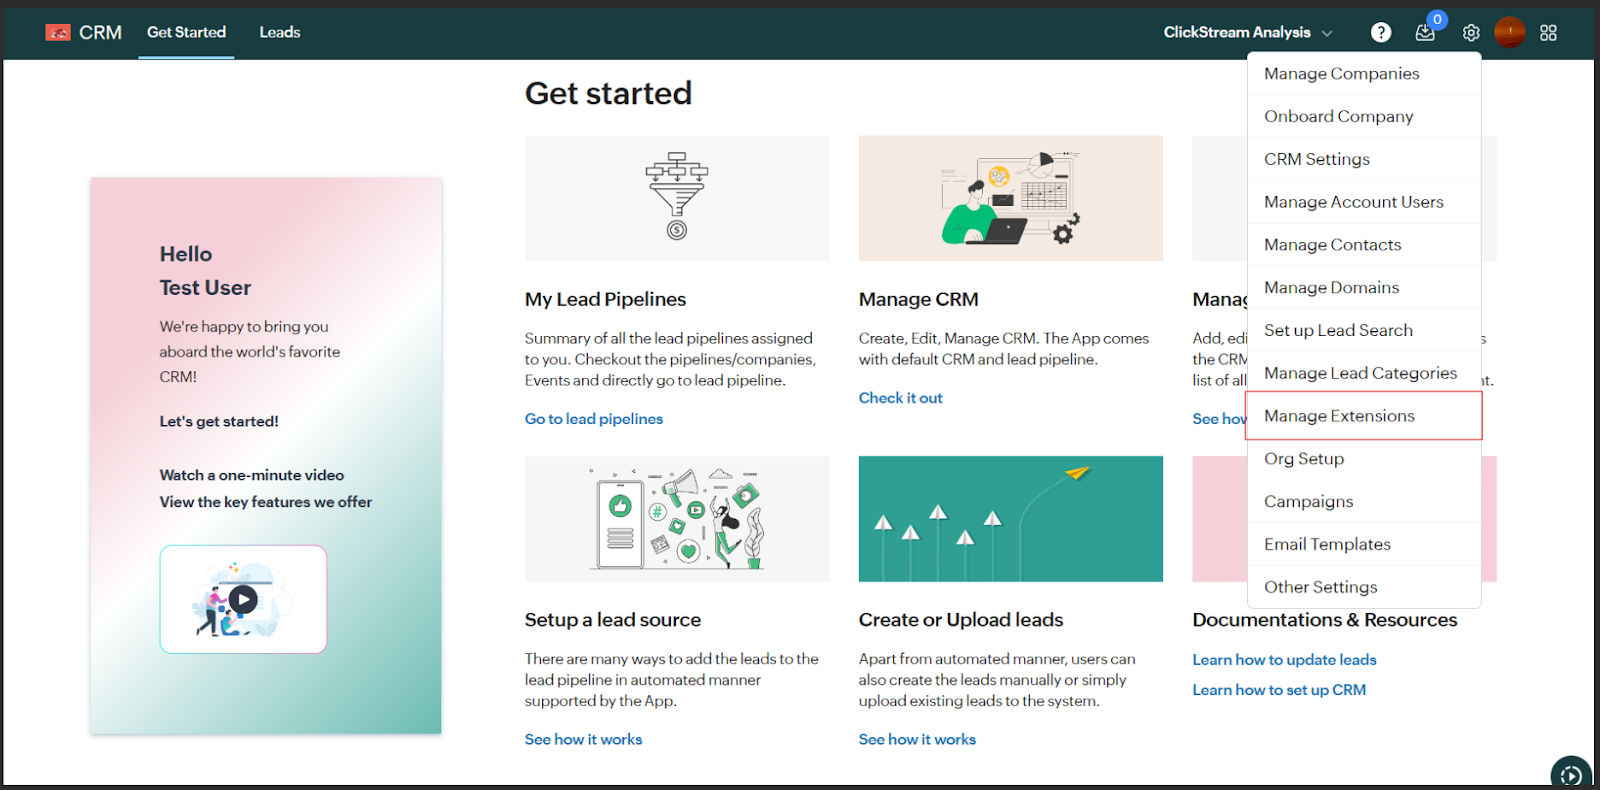 CRM
Get Started
Leads
ClickStream Analysis
?
0
Get started
Manage Companies
Onboard Company
CRM Settings
Manage Account Users
Manage Contacts
Manage Domains
Set up Lead Search
Manage Lead Categories
Manage Extensions
Org Setup
Campaigns
Email Templates
Other Settings
Hello
Test User
We're happy to bring you
aboard the world's favorite
CRM!
Let's get started!
Watch a one-minute video
View the key features we offer
My Lead Pipelines
Summary of all the lead pipelines assigned
to you. Checkout the pipelines/companies,
Events and directly go to lead pipeline.
Go to lead pipelines
Manage CRM
Create, Edit, Manage CRM. The App comes
with default CRM and lead pipeline.
Check it out
Add,
the CRM
list of all
See how
Setup a lead source
There are many ways to add the leads to the
lead pipeline in automated manner
supported by the App.
See how it works
Create or Upload leads
Apart from automated manner, users can
also create the leads manually or simply
upload existing leads to the system.
See how it works
Documentations & Resources
Learn how to update leads
Learn how to set up CRM